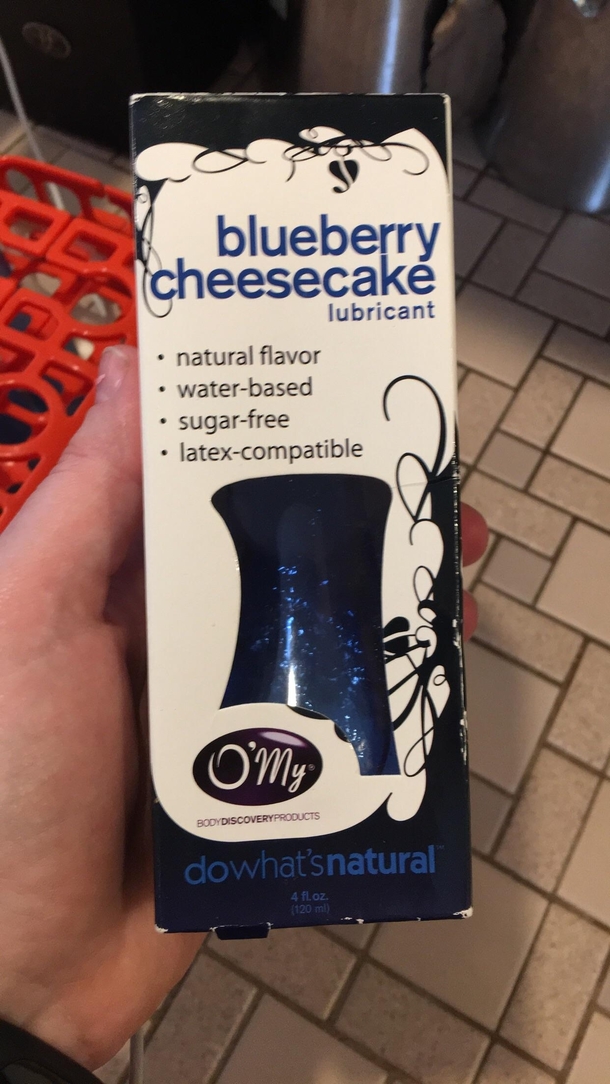 blueberry
cheesecake
lubricant
• natural flavor
• water-based
• sugar-free
• latex-compatible
O'My®
BODYDISCOVERYPRODUCTS
dowhat'snatural™
4 fl.oz.
(120 ml)